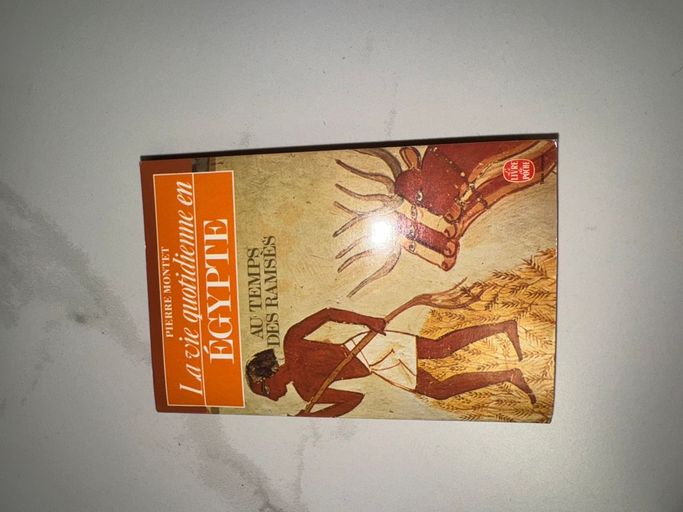 PIERRE MONTET
La vie quotidienne en
ÉGYPTE
AU TEMPS
DES RAMSÈS
Le
LIVRE
de
POCHE